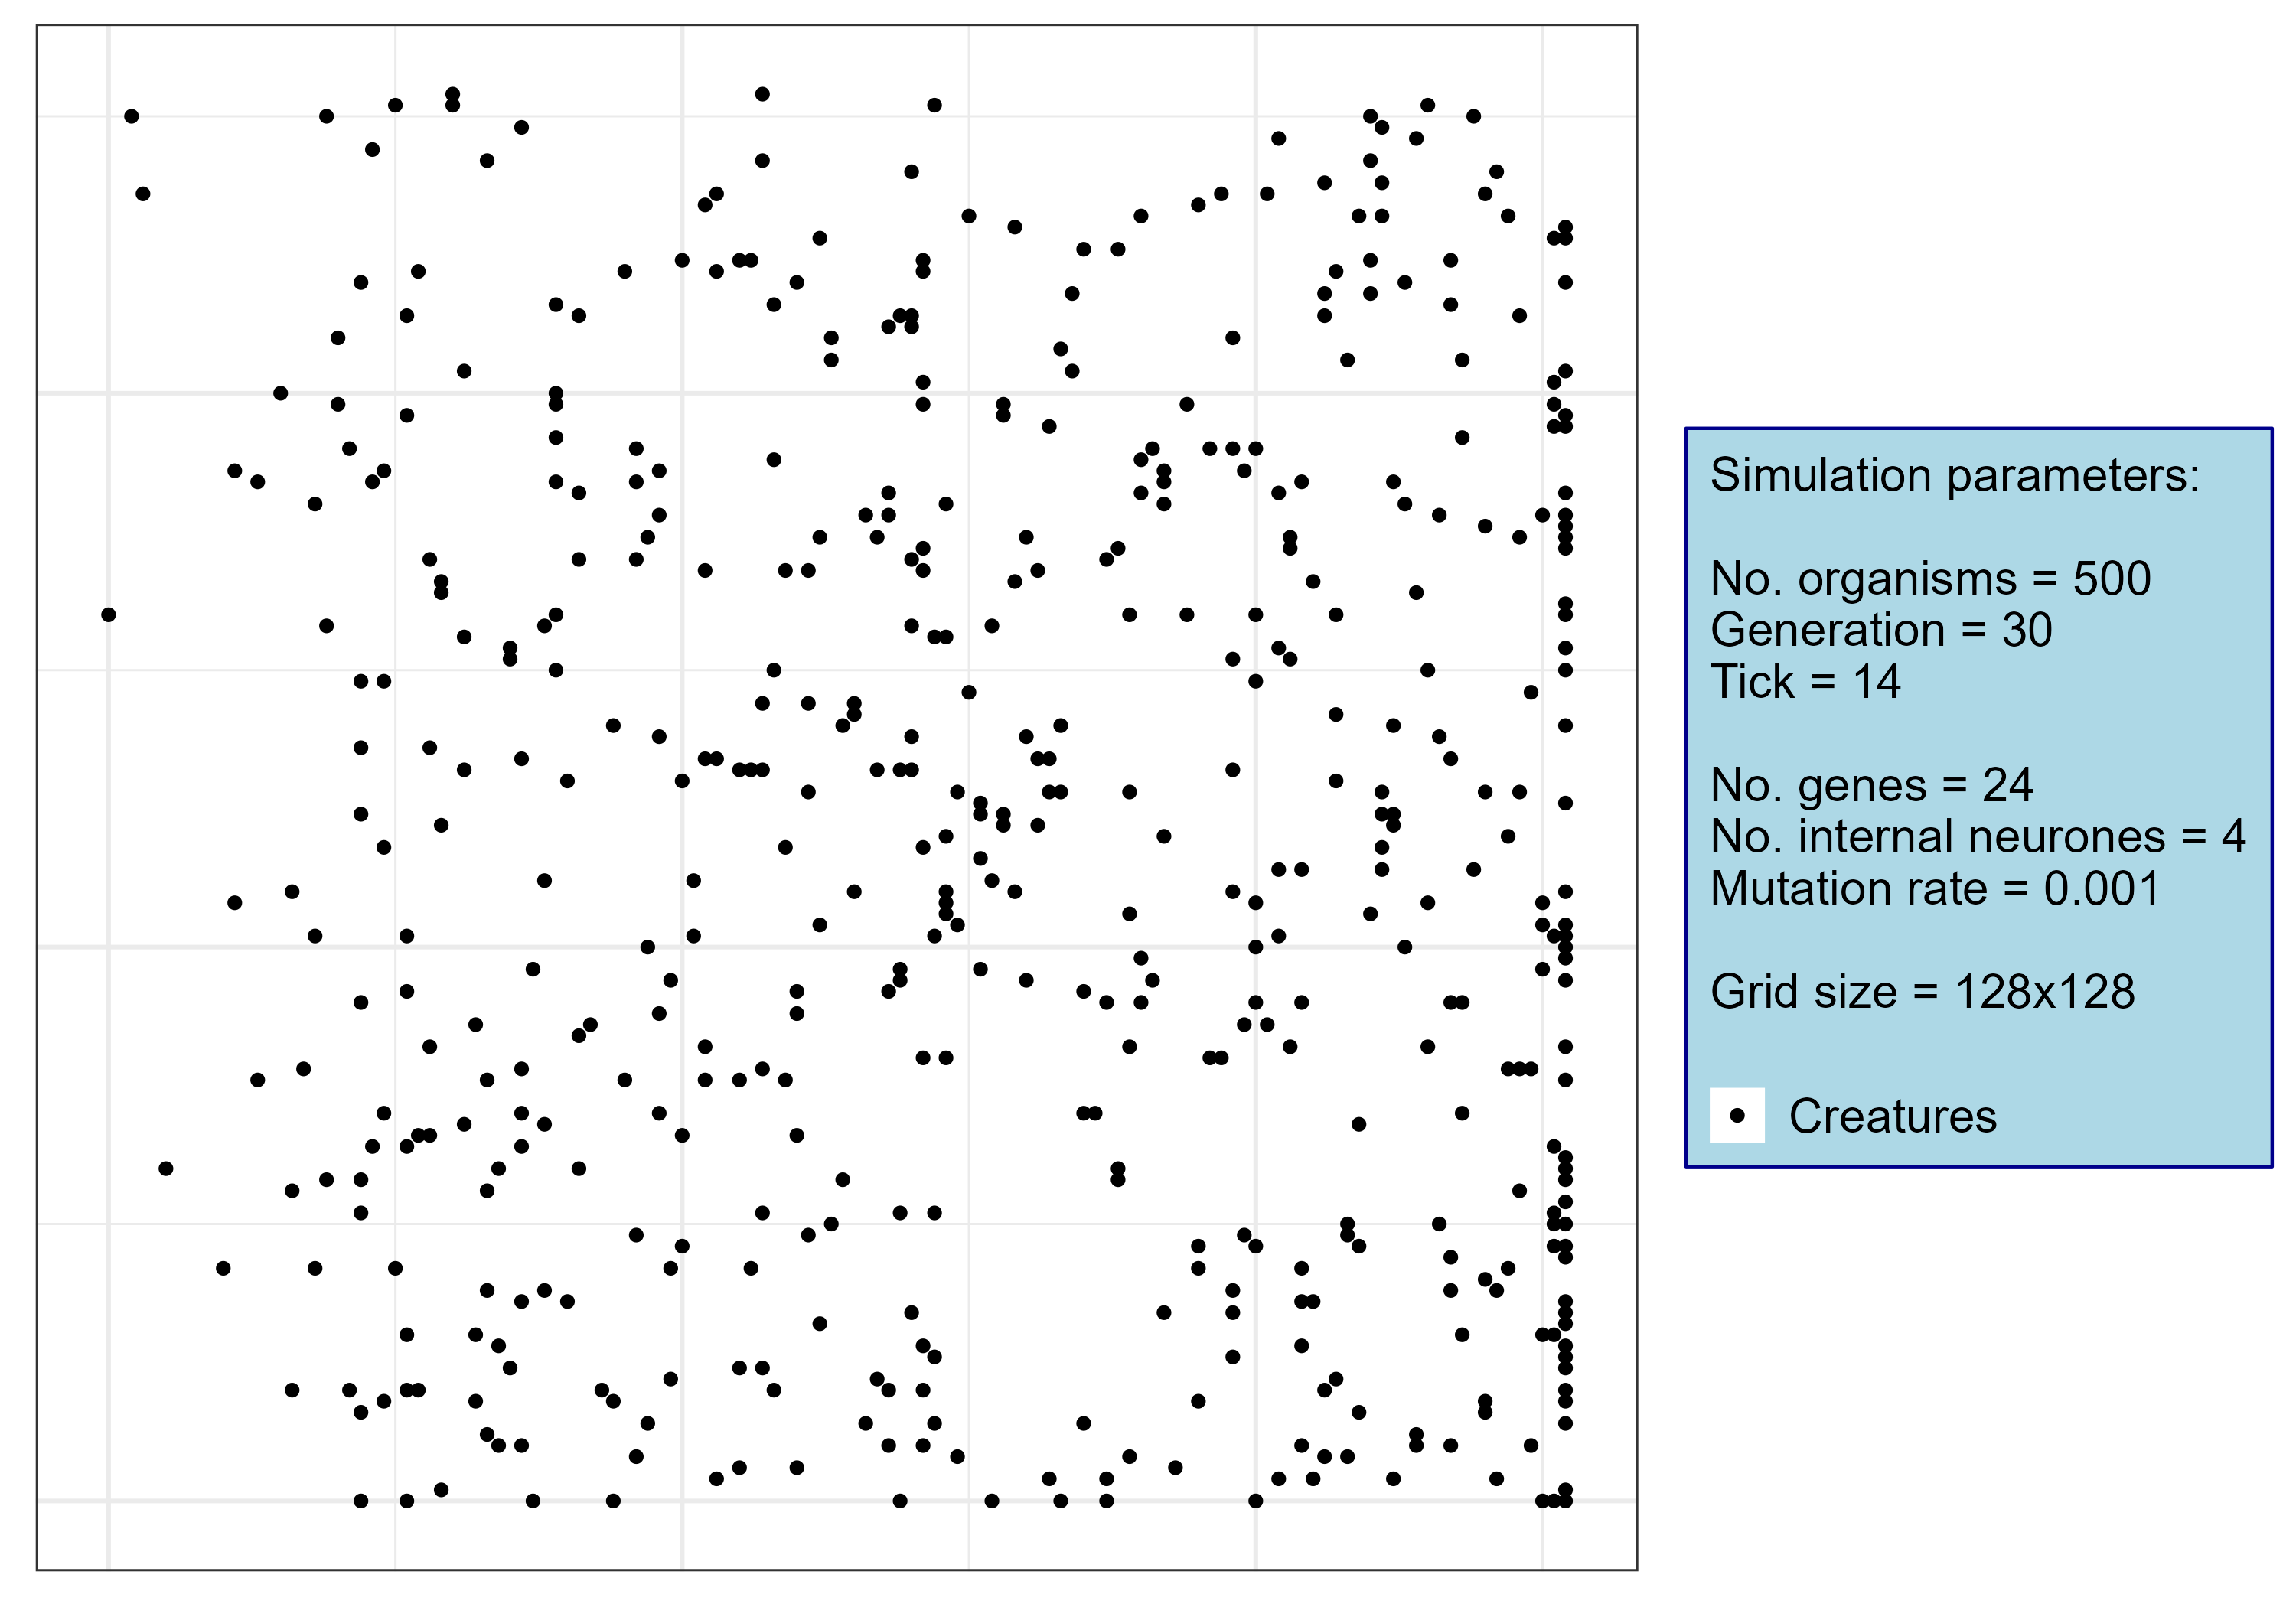 Simulation parameters:
No. organisms = 500
Generation = 30
Tick = 14
No. genes = 24
No. internal neurones = 4
Mutation rate = 0.001
Grid size = 128x128
Creatures